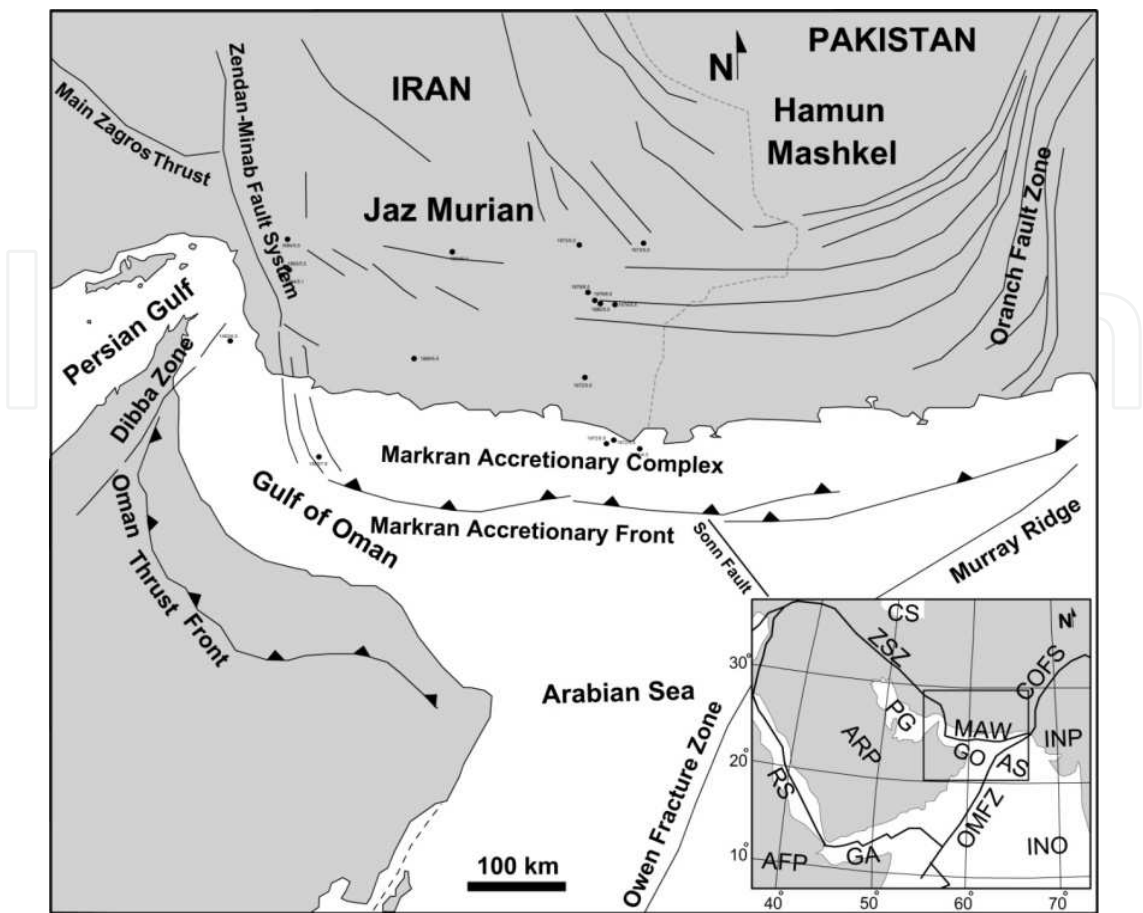 PAKISTAN
N
IRAN
Hamun
Mashkel
Main Zagros Thrust
Zendan-Minab Fault System
Jaz Murian
Oranch Fault Zone
Persian Gulf
Dibba Zone
Markran Accretionary Complex
Gulf of Oman
Markran Accretionary Front
Oman Thrust Front
Sonn Fault
Murray Ridge
Arabian Sea
Owen Fracture Zone
100 km
CS
N
ZSZ
COFS
30°
PG
MAW
INP
ARP
GO
AS
20°
RS
OMFZ
INO
10°
AFP
GA
40°
50°
60°
70°